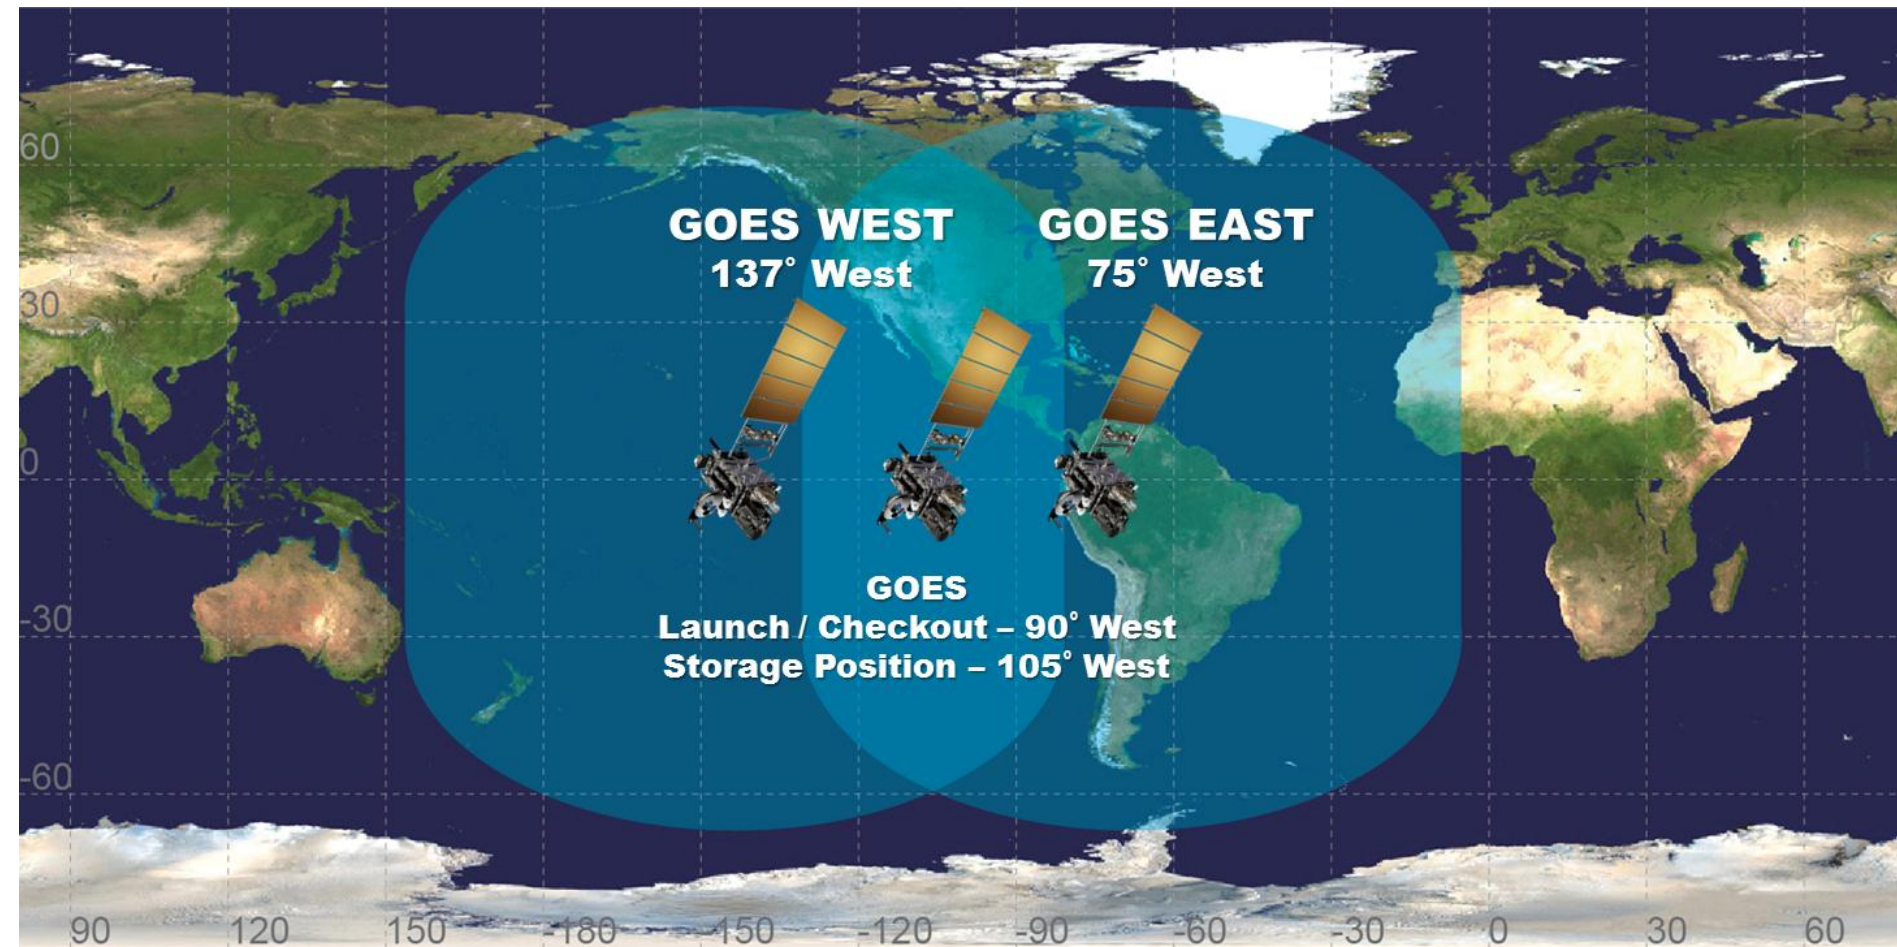 60
GOES WEST
137° West
GOES EAST
75° West
30
0
GOES
Launch / Checkout – 90° West
Storage Position – 105° West
-30
-60
90 120 150 -180 -150 -120 -90 -60 -30 0 30 60